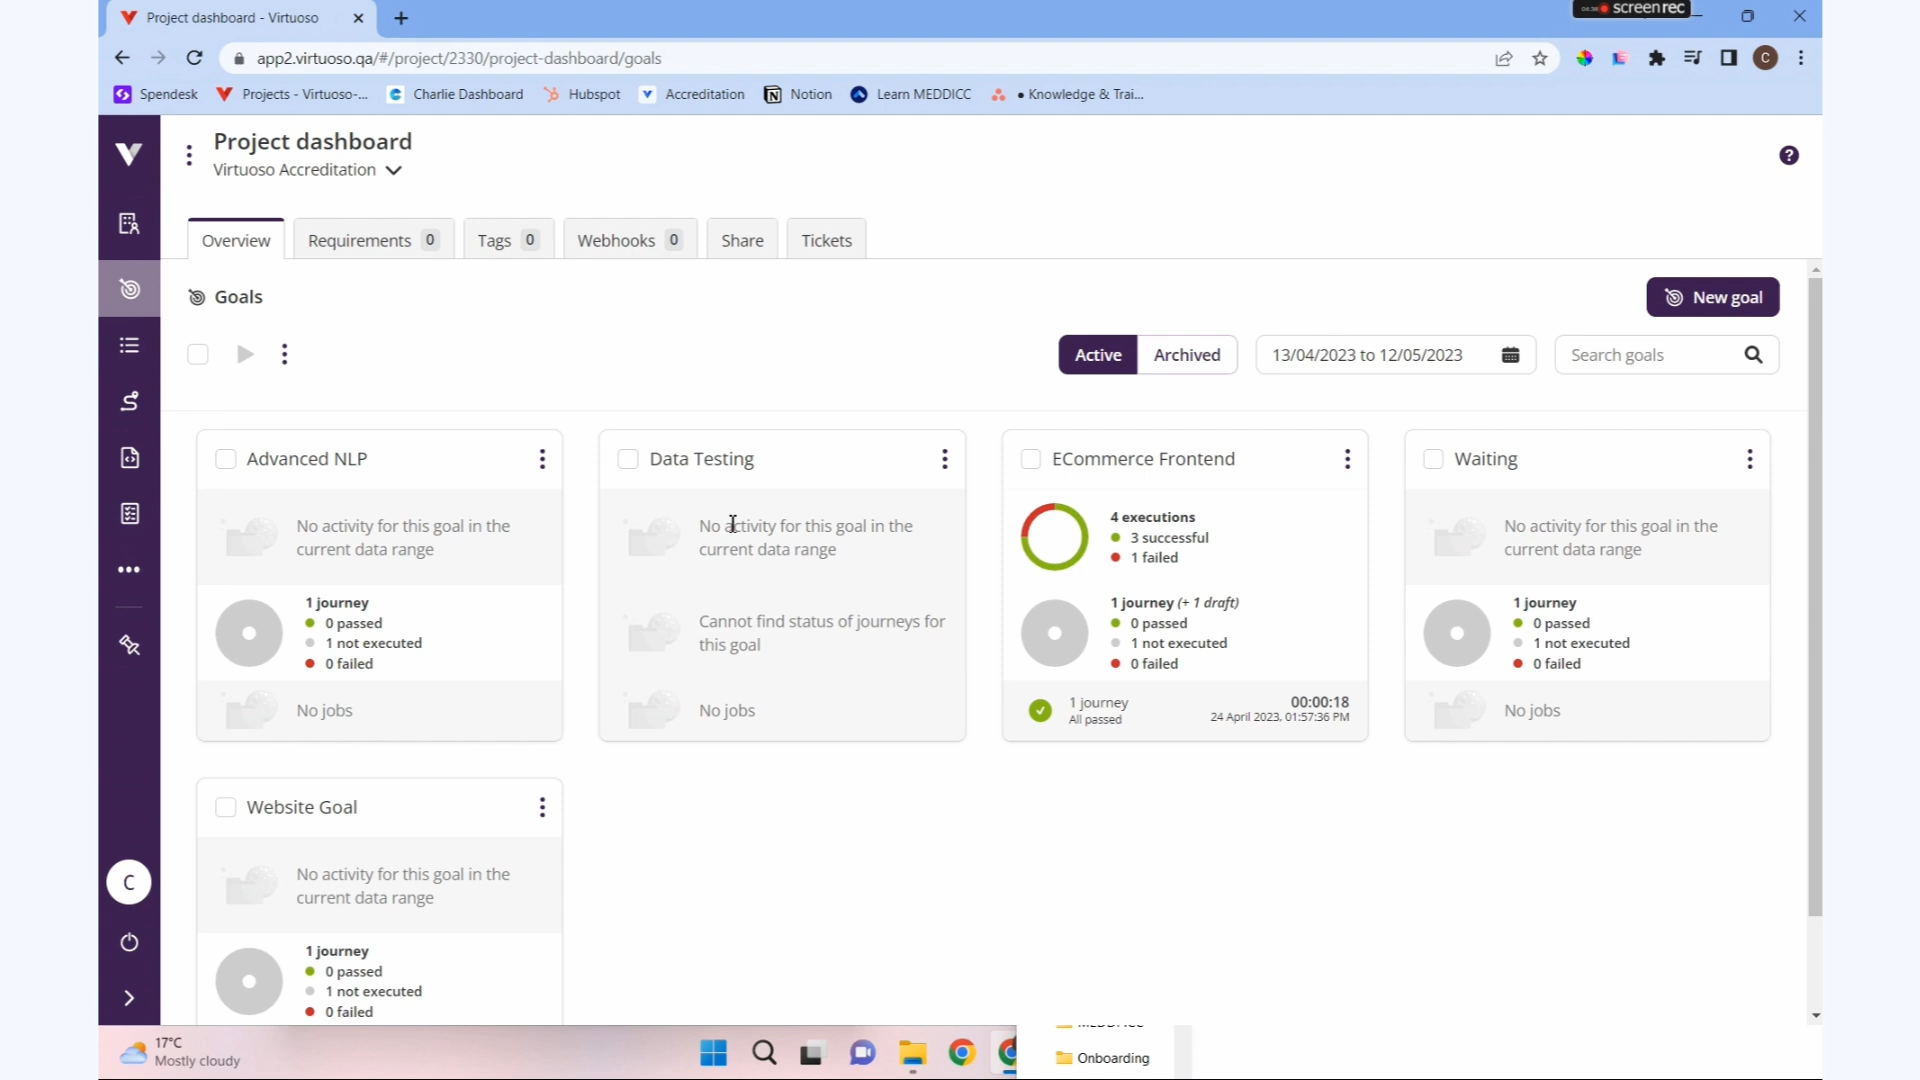 Project dashboard - Virtuoso
screenrec
app2.virtuoso.qa/#/project/2330/project-dashboard/goals
C
Spendesk
Projects - Virtuoso-...
Charlie Dashboard
Hubspot
Accreditation
Notion
Learn MEDDICC
• Knowledge & Trai...
Project dashboard
Virtuoso Accreditation
?
Overview
Requirements 0
Tags 0
Webhooks 0
Share
Tickets
Goals
New goal
Active
Archived
13/04/2023 to 12/05/2023
Search goals
Advanced NLP
No activity for this goal in the
current data range
1 journey
0 passed
1 not executed
0 failed
No jobs
Data Testing
No activity for this goal in the
current data range
Cannot find status of journeys for
this goal
No jobs
ECommerce Frontend
4 executions
3 successful
1 failed
1 journey (+ 1 draft)
0 passed
1 not executed
0 failed
1 journey
All passed
00:00:18
24 April 2023, 01:57:36 PM
Waiting
No activity for this goal in the
current data range
1 journey
0 passed
1 not executed
0 failed
No jobs
Website Goal
No activity for this goal in the
current data range
1 journey
0 passed
1 not executed
0 failed
C
17°C
Mostly cloudy
Onboarding